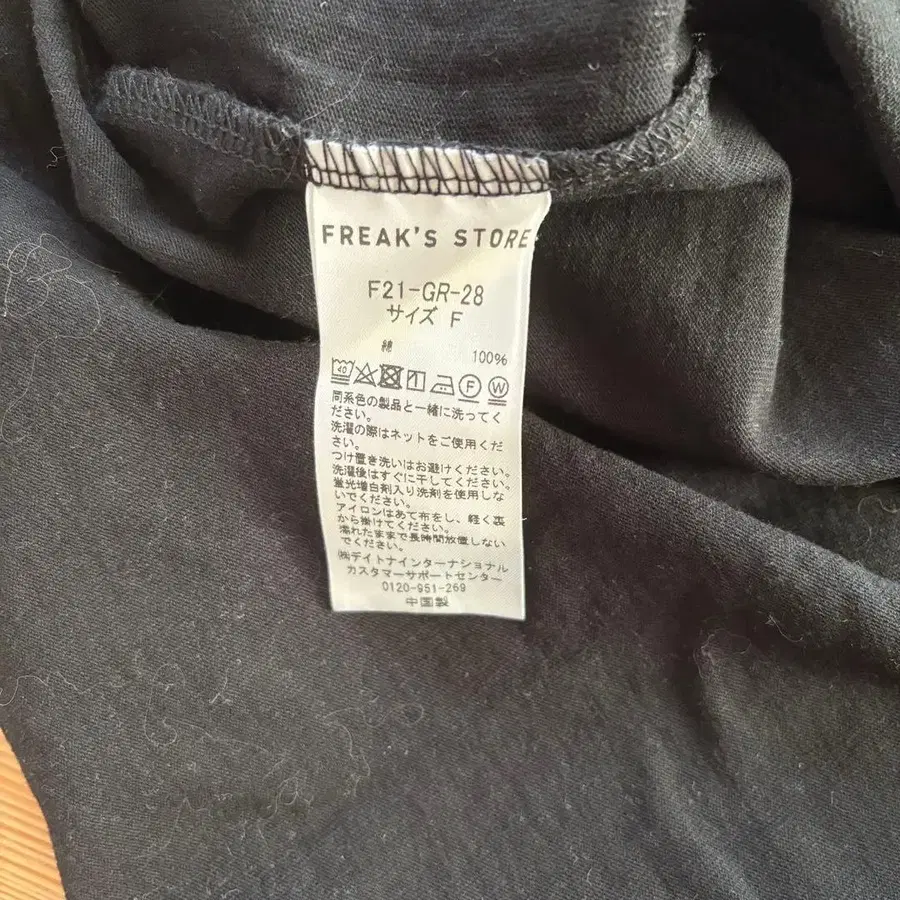 FREAK'S STORE
F21-GR-28
サイズ F
綿 100%
40 1 F W
同系色の製品と一緒に洗ってく
ださい。
洗濯の際はネットをご使用くだ
さい。
つけ置き洗いはお避けください。
洗濯後はすぐに干してください。
蛍光増白剤入り洗剤を使用しな
いでください。
アイロンはあて布をし、軽く裏
から掛けてください。
濡れたままで長時間放置しない
でください。
㈱デイトナインターナショナル
カスタマーサポートセンター
0120-951-269
中国製